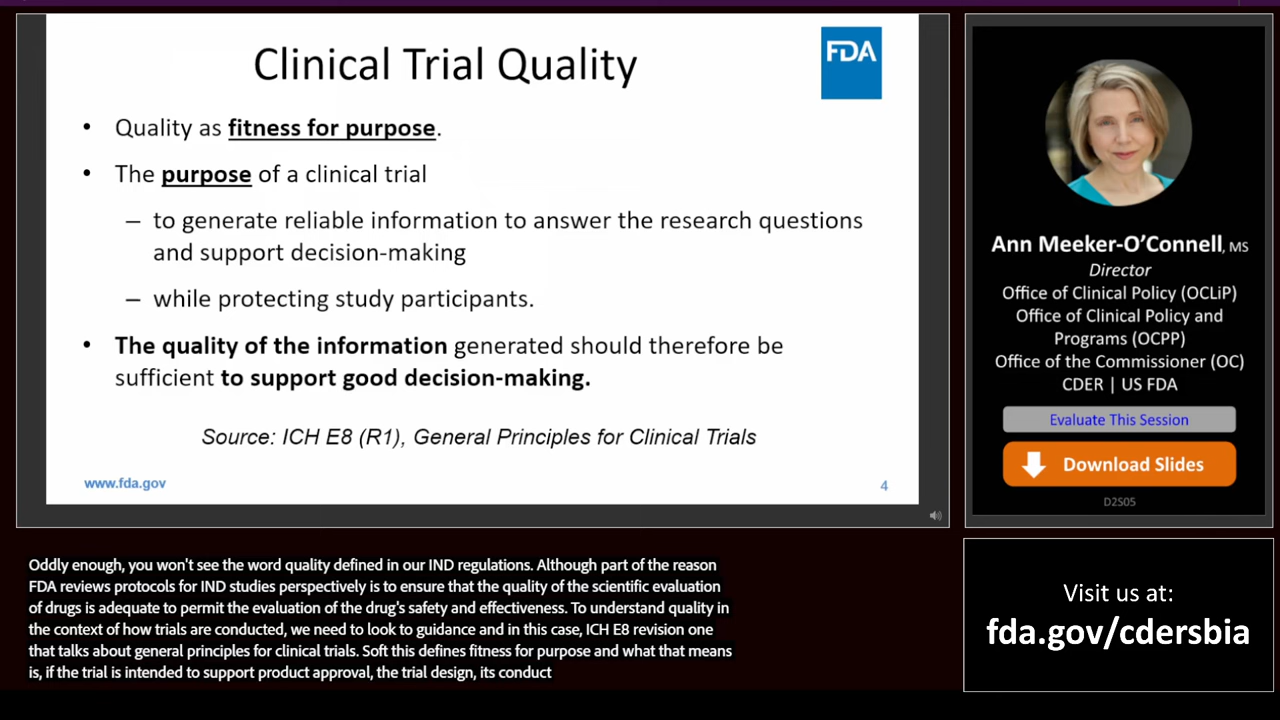 Clinical Trial Quality
FDA
• Quality as fitness for purpose.
• The purpose of a clinical trial
– to generate reliable information to answer the research questions
and support decision-making
– while protecting study participants.
• The quality of the information generated should therefore be
sufficient to support good decision-making.
Source: ICH E8 (R1), General Principles for Clinical Trials
www.fda.gov
4
Ann Meeker-O’Connell, MS
Director
Office of Clinical Policy (OCLiP)
Office of Clinical Policy and
Programs (OCPP)
Office of the Commissioner (OC)
CDER | US FDA
Evaluate This Session
Download Slides
D2S05
Oddly enough, you won't see the word quality defined in our IND regulations. Although part of the reason
FDA reviews protocols for IND studies perspectively is to ensure that the quality of the scientific evaluation
of drugs is adequate to permit the evaluation of the drug's safety and effectiveness. To understand quality in
the context of how trials are conducted, we need to look to guidance and in this case, ICH E8 revision one
that talks about general principles for clinical trials. Soft this defines fitness for purpose and what that means
is, if the trial is intended to support product approval, the trial design, its conduct
Visit us at:
fda.gov/cdersbia